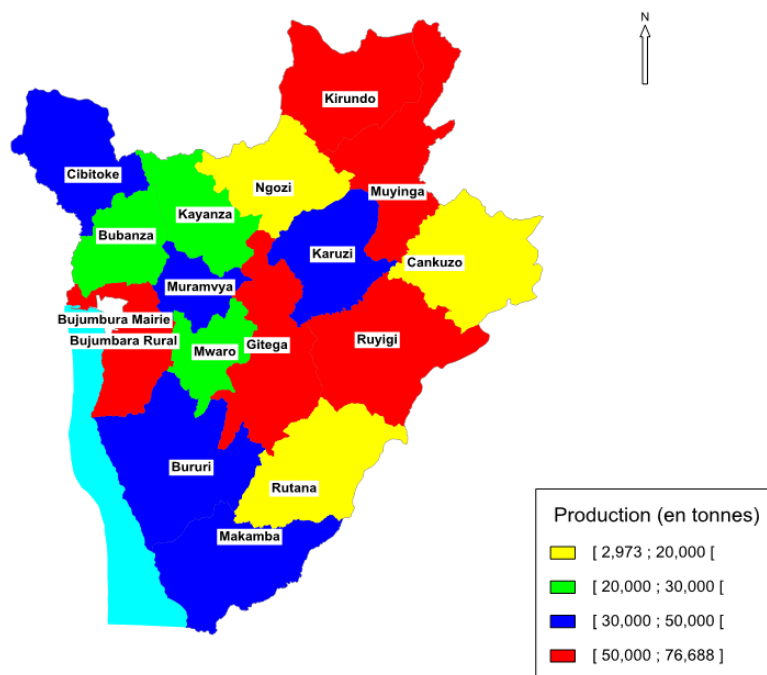 N
Kirundo
Cibitoke
Ngozi
Muyinga
Kayanza
Bubanza
Karuzi
Cankuzo
Muramvya
Bujumbura Mairie
Bujumbara Rural
Mwaro
Gitega
Ruyigi
Bururi
Rutana
Makamba
Production (en tonnes)
[ 2,973 ; 20,000 [
[ 20,000 ; 30,000 [
[ 30,000 ; 50,000 [
[ 50,000 ; 76,688 ]